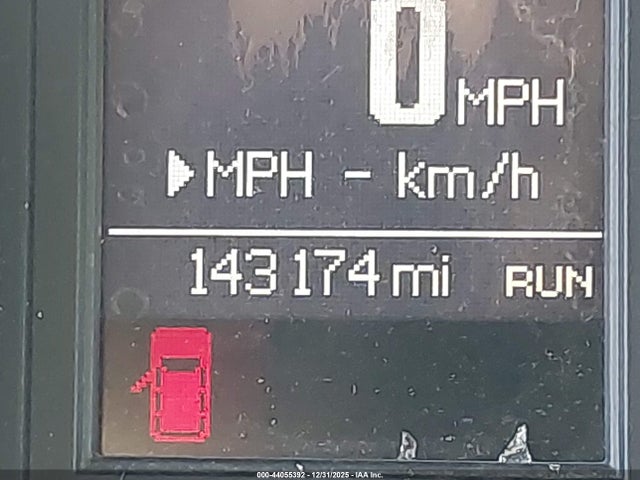 0 MPH
▶MPH - km/h
143174 mi RUN
000-44055392 - 12/31/2025 - IAA Inc.